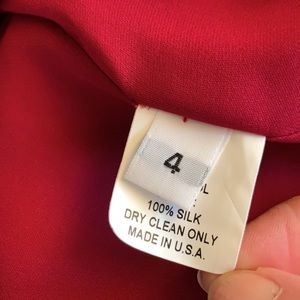 4
100% SILK
DRY CLEAN ONLY
MADE IN U.S.A.